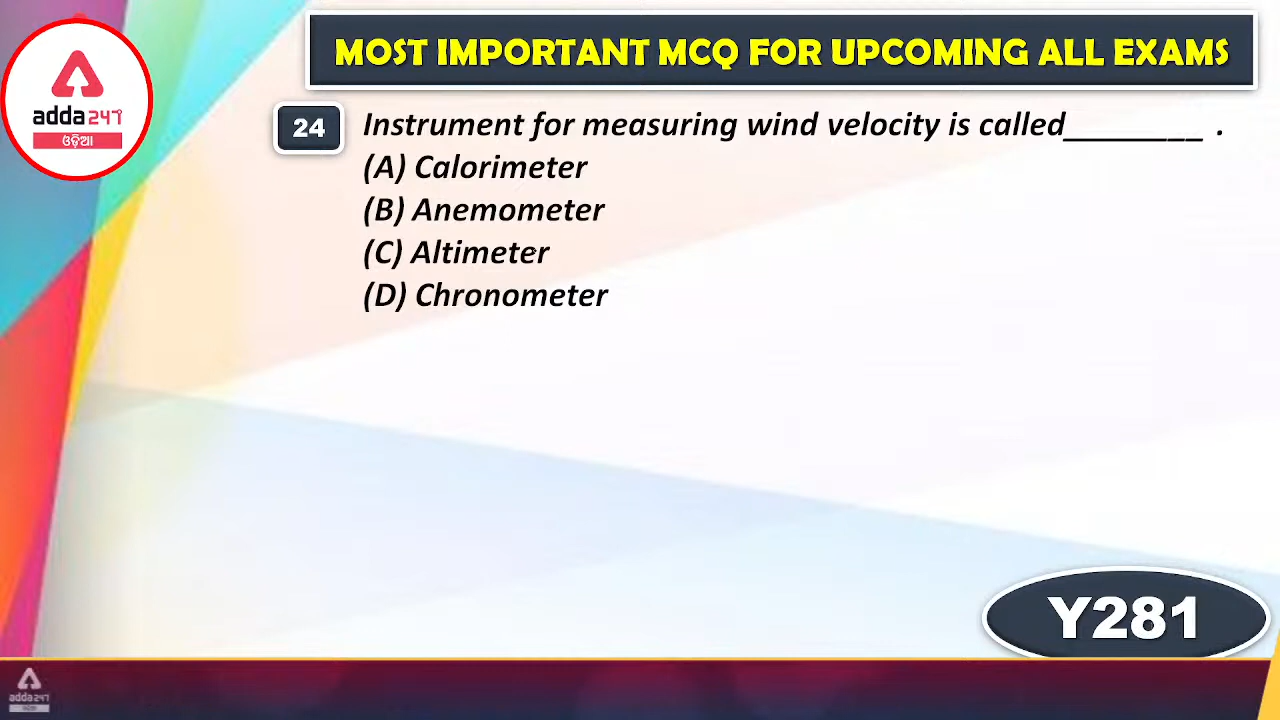 MOST IMPORTANT MCQ FOR UPCOMING ALL EXAMS
adda247
ଓଡ଼ିଆ
24 Instrument for measuring wind velocity is called________ .
(A) Calorimeter
(B) Anemometer
(C) Altimeter
(D) Chronometer
Y281
adda247